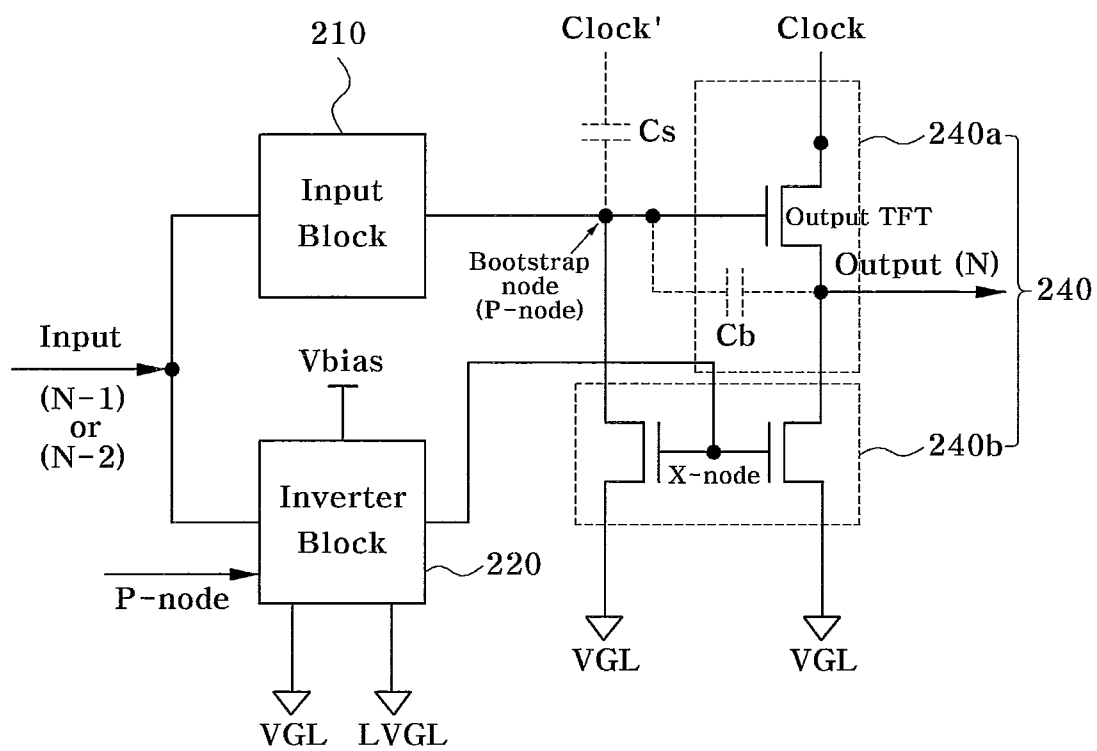 210
Clock'
Clock
Cs
240a
Input
Block
Output TFT
Bootstrap
node
(P-node)
Output (N)
240
Cb
Input
(N-1)
or
(N-2)
Vbias
240b
X-node
Inverter
Block
220
P-node
VGL
VGL
VGL
LVGL